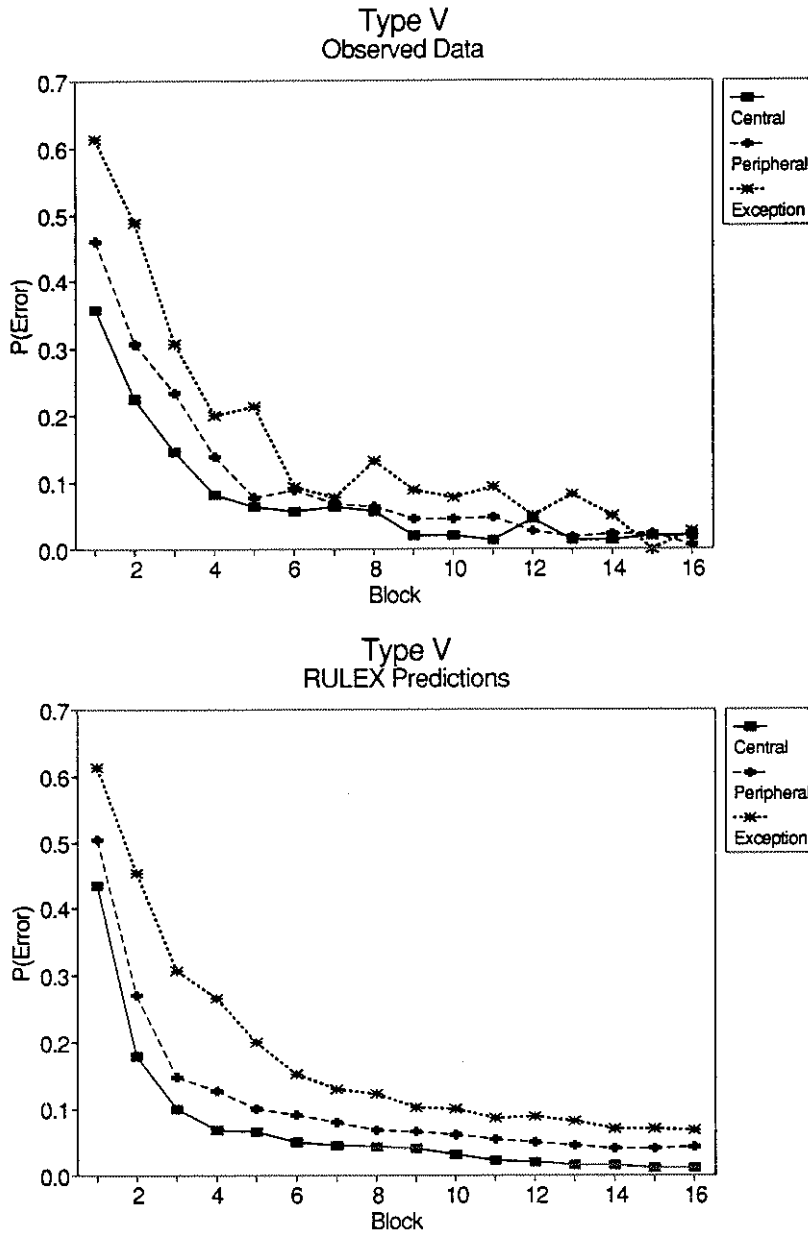 Type V
Observed Data
0.7
0.6
0.5
0.4
0.3
0.2
0.1
0.0
P(Error)
2 4 6 8 10 12 14 16
Block
Central
Peripheral
Exception
Type V
RULEX Predictions
0.7
0.6
0.5
0.4
0.3
0.2
0.1
0.0
P(Error)
2 4 6 8 10 12 14 16
Block
Central
Peripheral
Exception